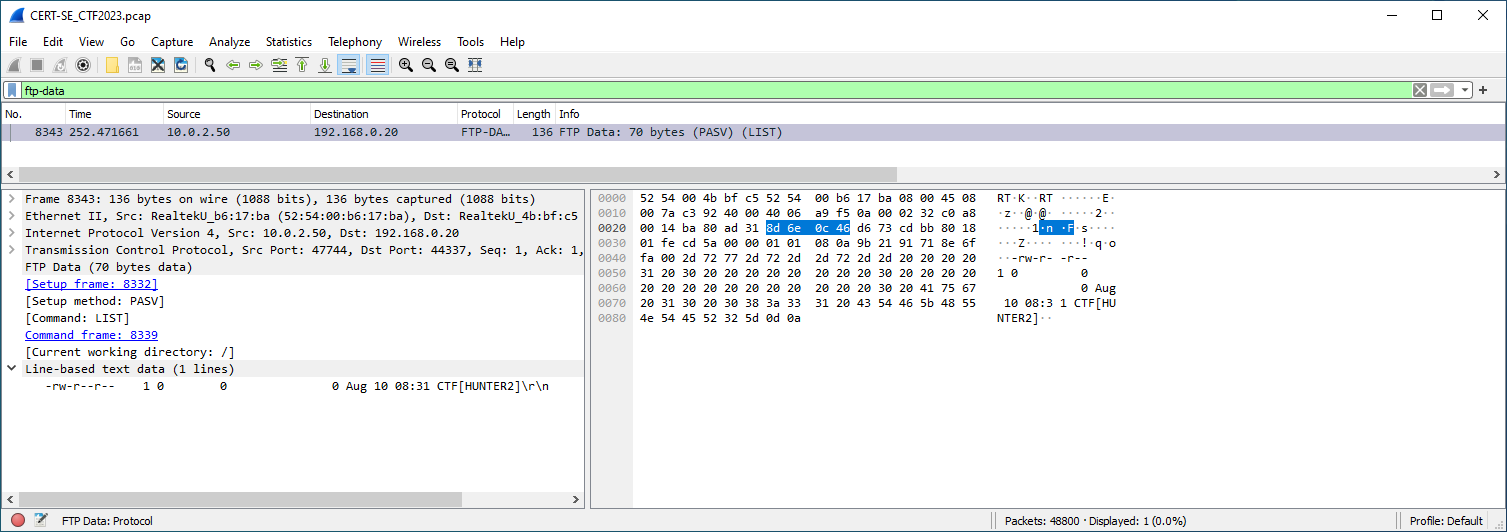 CERT-SE_CTF2023.pcap
File Edit View Go Capture Analyze Statistics Telephony Wireless Tools Help
ftp-data
No. Time Source Destination Protocol Length Info
8343 252.471661 10.0.2.50 192.168.0.20 FTP-DA… 136 FTP Data: 70 bytes (PASV) (LIST)
Frame 8343: 136 bytes on wire (1088 bits), 136 bytes captured (1088 bits)
Ethernet II, Src: RealtekU_b6:17:ba (52:54:00:b6:17:ba), Dst: RealtekU_4b:bf:c5
Internet Protocol Version 4, Src: 10.0.2.50, Dst: 192.168.0.20
Transmission Control Protocol, Src Port: 47744, Dst Port: 44337, Seq: 1, Ack: 1,
FTP Data (70 bytes data)
[Setup frame: 8332]
[Setup method: PASV]
[Command: LIST]
Command frame: 8339
[Current working directory: /]
Line-based text data (1 lines)
-rw-r--r-- 1 0 0 0 Aug 10 08:31 CTF[HUNTER2]\r\n
0000 52 54 00 4b bf c5 52 54 00 b6 17 ba 08 00 45 08 RT·K··RT ······E·
0010 00 7a c3 92 40 00 40 06 a9 f5 0a 00 02 32 c0 a8 ·z··@·@· ·····2··
0020 00 14 ba 80 ad 31 8d 6e 0c 46 d6 73 cd bb 80 18 ·····1·n ·F·s····
0030 01 fe cd 5a 00 00 01 01 08 0a 9b 21 91 71 8e 6f ···Z···· ···!·q·o
0040 fa 00 2d 72 77 2d 72 2d 2d 72 2d 2d 20 20 20 20 ··-rw-r- -r--
0050 31 20 30 20 20 20 20 20 20 20 20 30 20 20 20 20 1 0 0
0060 20 20 20 20 20 20 20 20 20 20 20 30 20 41 75 67 0 Aug
0070 20 31 30 20 30 38 3a 33 31 20 43 54 46 5b 48 55 10 08:3 1 CTF[HU
0080 4e 54 45 52 32 5d 0d 0a NTER2]··
FTP Data: Protocol
Packets: 48800 · Displayed: 1 (0.0%)
Profile: Default